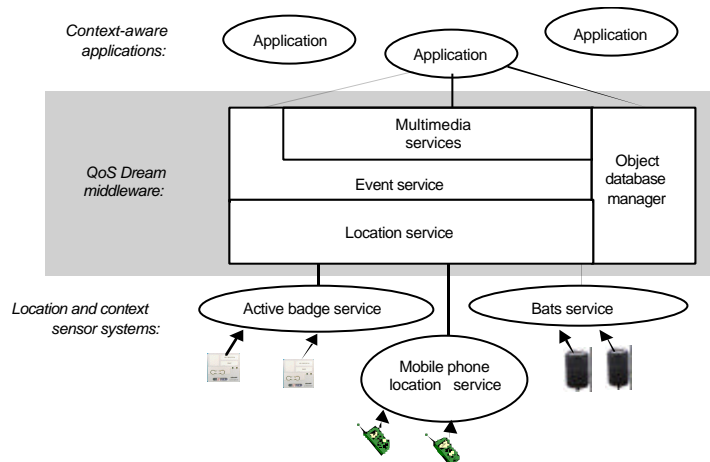 Context-aware
applications:
Application
Application
Application
QoS Dream
middleware:
Multimedia
services
Event service
Location service
Object
database
manager
Location and context
sensor systems:
Active badge service
Bats service
Mobile phone
location service